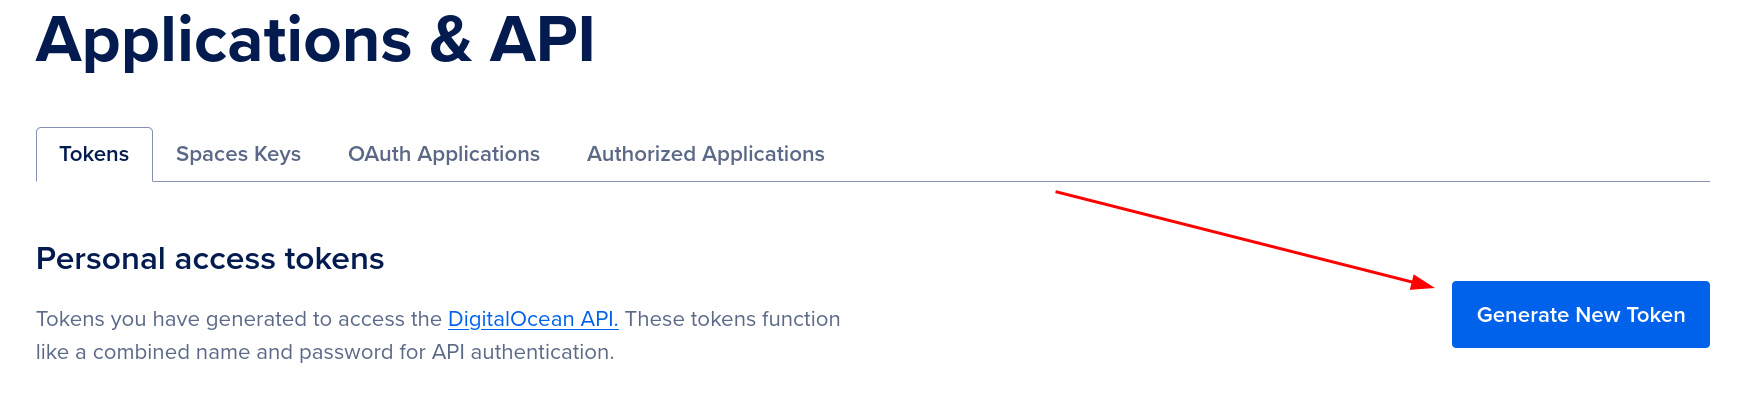 Applications & API
Tokens
Spaces Keys
OAuth Applications
Authorized Applications
Personal access tokens
Tokens you have generated to access the DigitalOcean API. These tokens function
like a combined name and password for API authentication.
Generate New Token